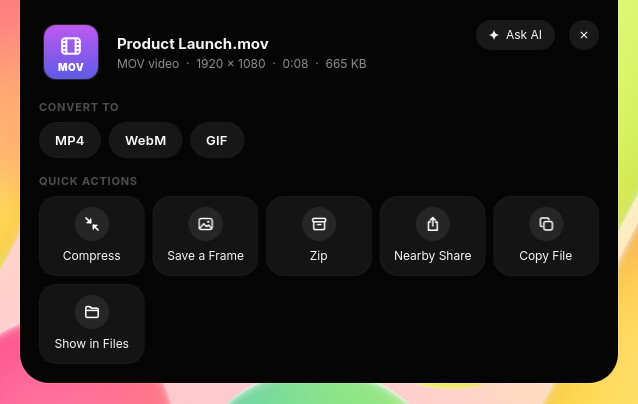 Product Launch.mov
MOV video · 1920 × 1080 · 0:08 · 665 KB
MOV
Ask AI
CONVERT TO
MP4 WebM GIF
QUICK ACTIONS
Compress Save a Frame Zip Nearby Share Copy File
Show in Files